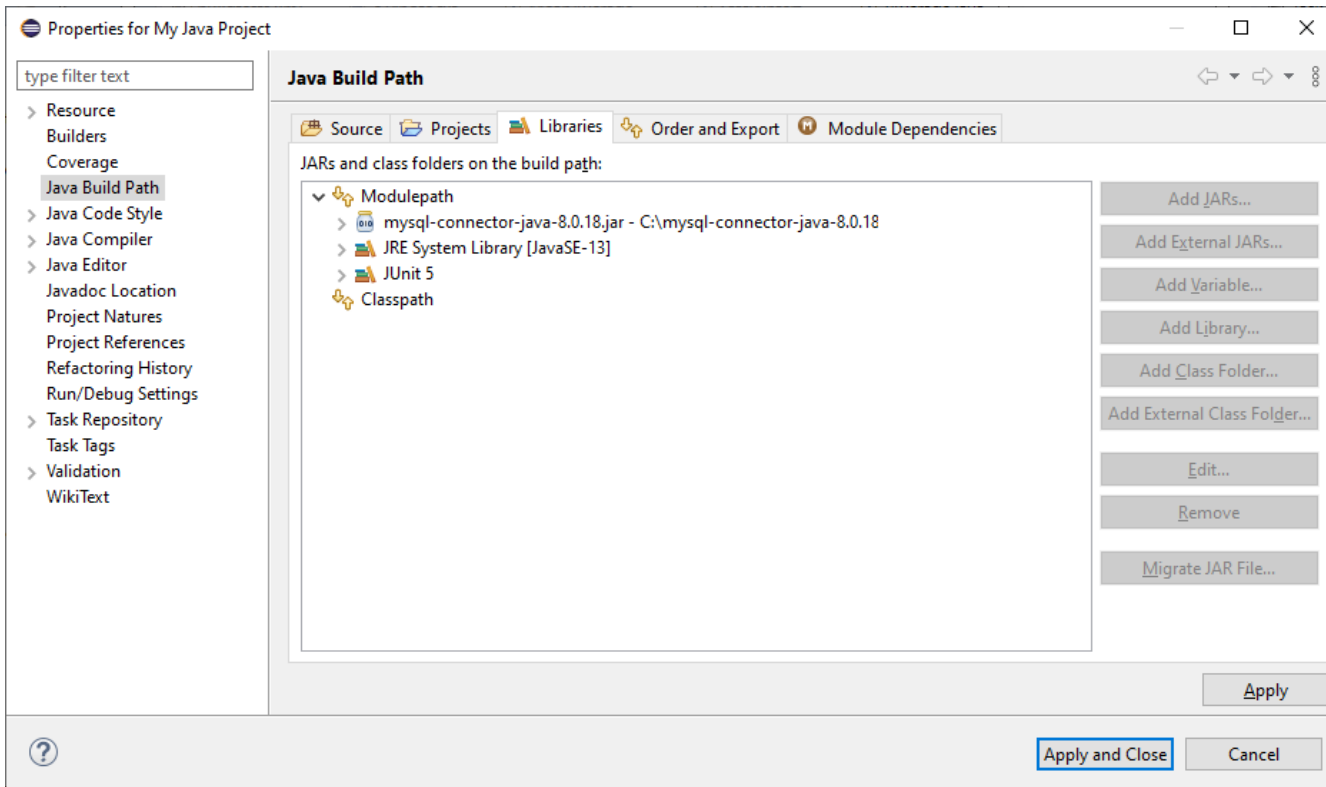 Properties for My Java Project
type filter text
Resource
Builders
Coverage
Java Build Path
Java Code Style
Java Compiler
Java Editor
Javadoc Location
Project Natures
Project References
Refactoring History
Run/Debug Settings
Task Repository
Task Tags
Validation
WikiText
Java Build Path
Source Projects Libraries Order and Export Module Dependencies
JARs and class folders on the build path:
Modulepath
mysql-connector-java-8.0.18.jar - C:\mysql-connector-java-8.0.18
JRE System Library [JavaSE-13]
JUnit 5
Classpath
Add JARs...
Add External JARs...
Add Variable...
Add Library...
Add Class Folder...
Add External Class Folder...
Edit...
Remove
Migrate JAR File...
Apply
Apply and Close Cancel